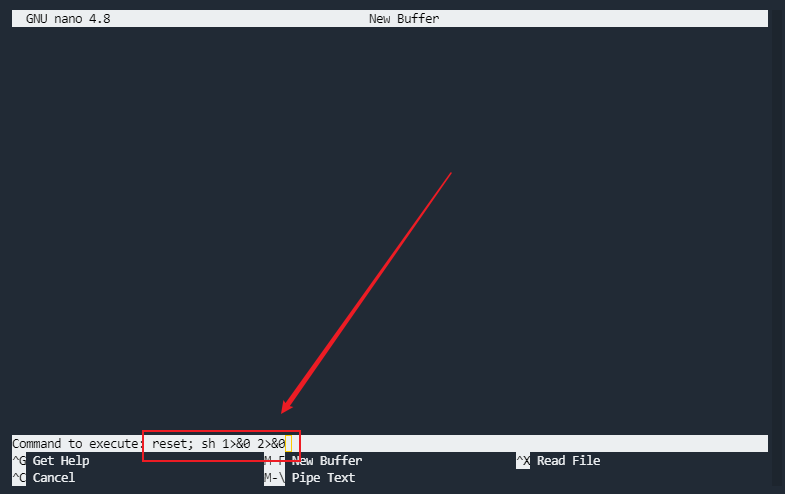 GNU nano 4.8 New Buffer
Command to execute: reset; sh 1>&0 2>&0
^G Get Help M-F New Buffer ^X Read File
^C Cancel M-\ Pipe Text